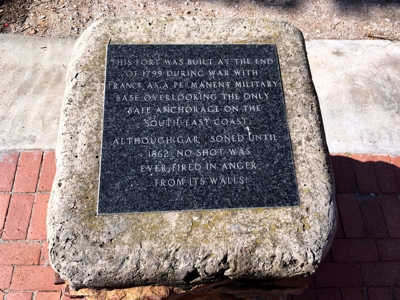 THIS FORT WAS BUILT AT THE END
OF 1799 DURING WAR WITH
FRANCE AS A PERMANENT MILITARY
BASE OVERLOOKING THE ONLY
SAFE ANCHORAGE ON THE
SOUTH-EAST COAST.
ALTHOUGH GAR SONED UNTIL
1862, NO SHOT WAS
EVER FIRED IN ANGER
FROM ITS WALLS.